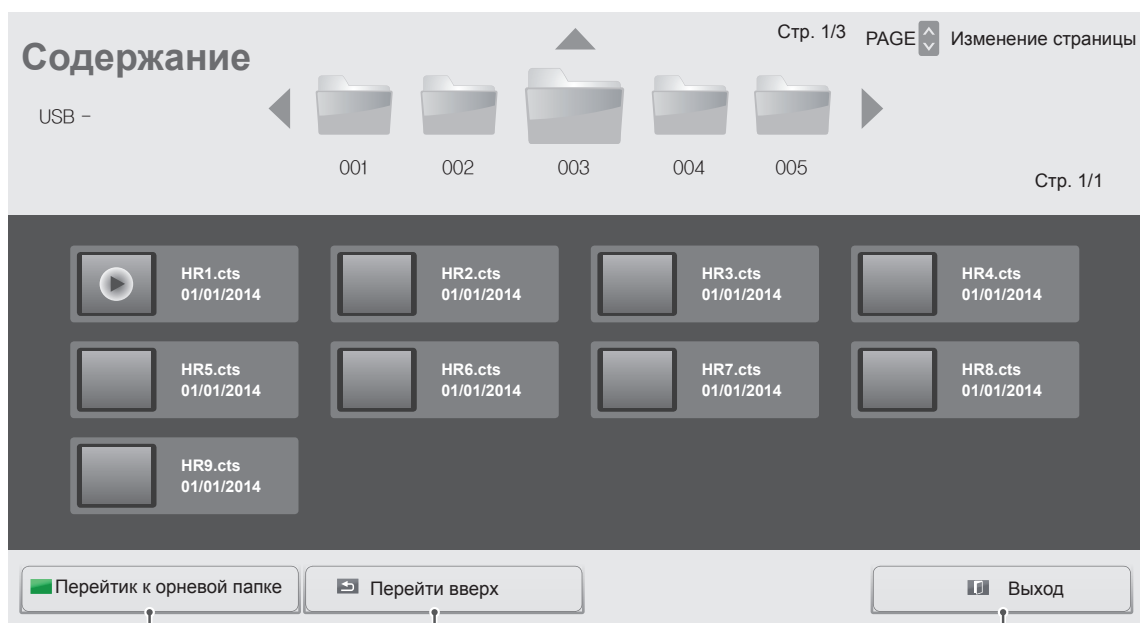 Содержание
USB -
Стр. 1/3
PAGE Изменение страницы
001 002 003 004 005
Стр. 1/1
HR1.cts
01/01/2014
HR2.cts
01/01/2014
HR3.cts
01/01/2014
HR4.cts
01/01/2014
HR5.cts
01/01/2014
HR6.cts
01/01/2014
HR7.cts
01/01/2014
HR8.cts
01/01/2014
HR9.cts
01/01/2014
Перейтик к орневой папке
Перейти вверх
Выход